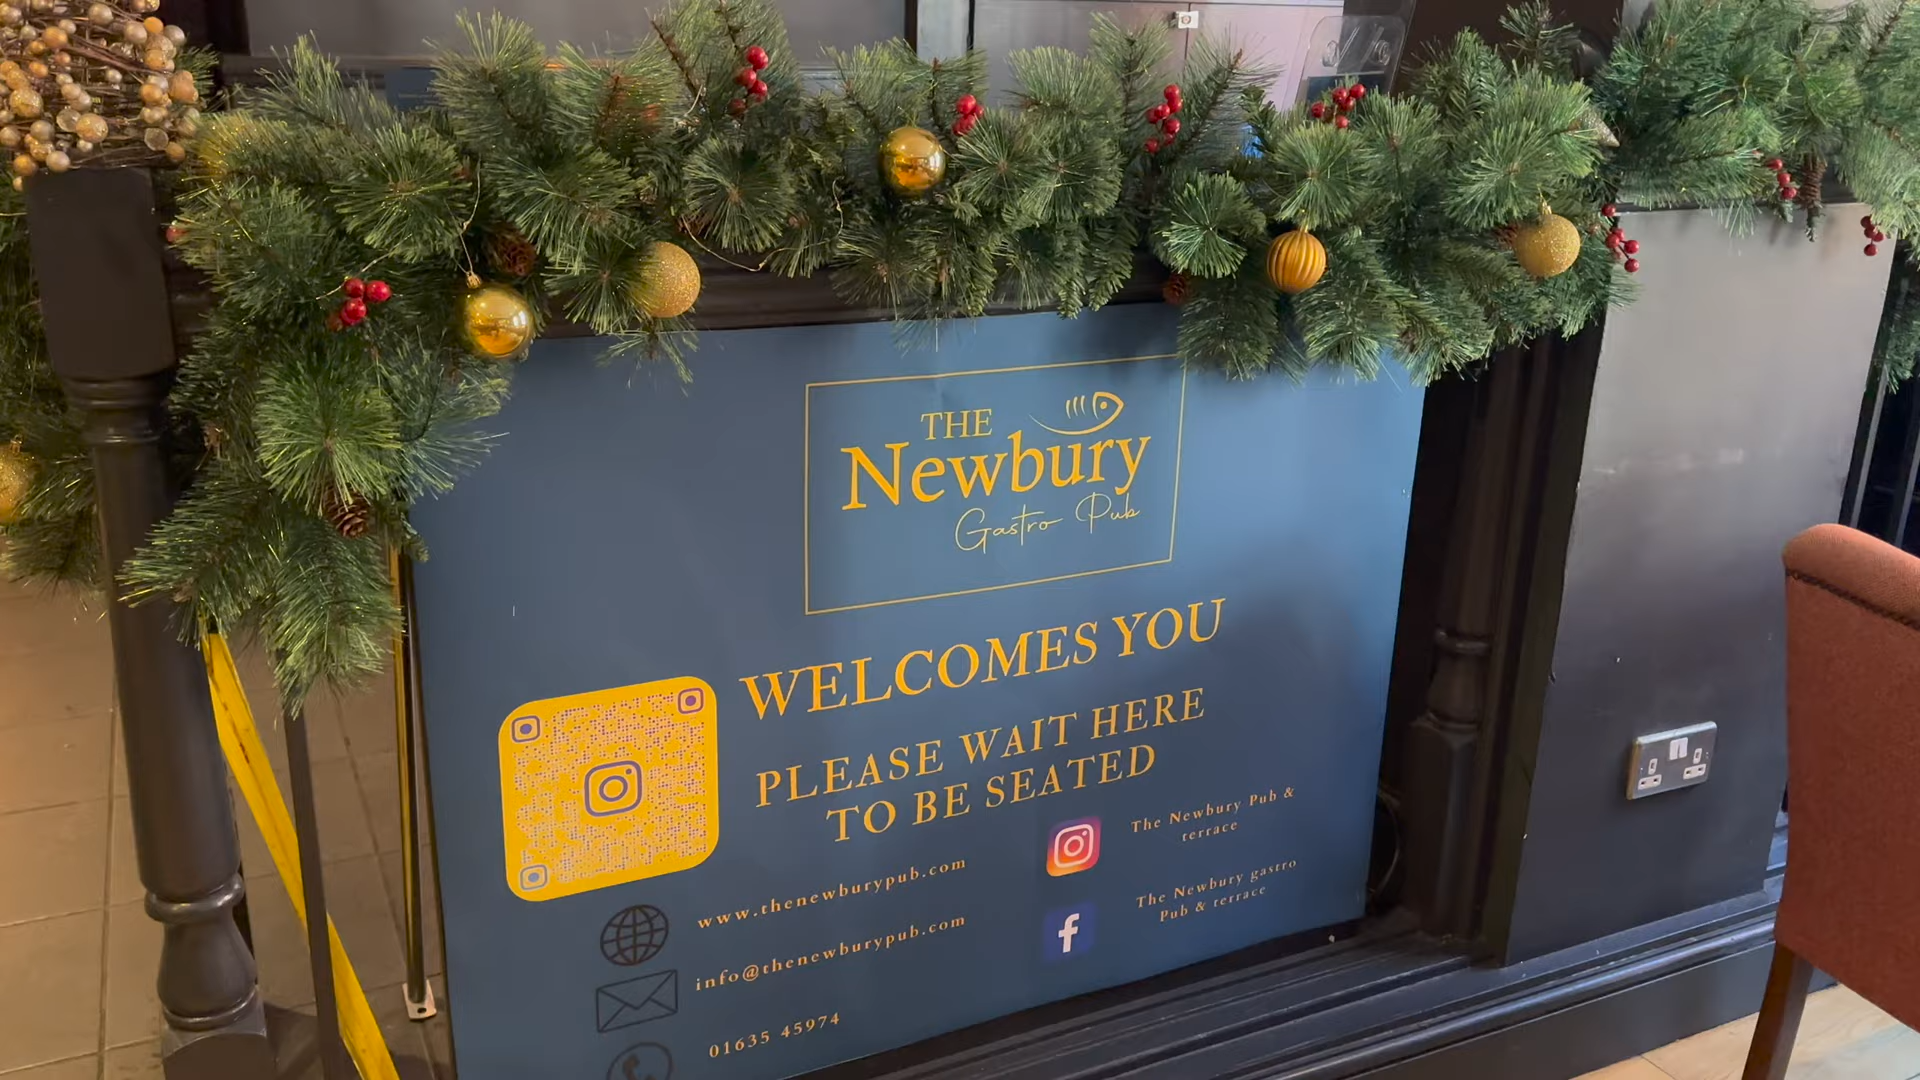 THE
Newbury
Gastro Pub
WELCOMES YOU
PLEASE WAIT HERE
TO BE SEATED
www.thenewburypub.com
info@thenewburypub.com
01635 45974
The Newbury Pub &
terrace
The Newbury gastro
Pub & terrace